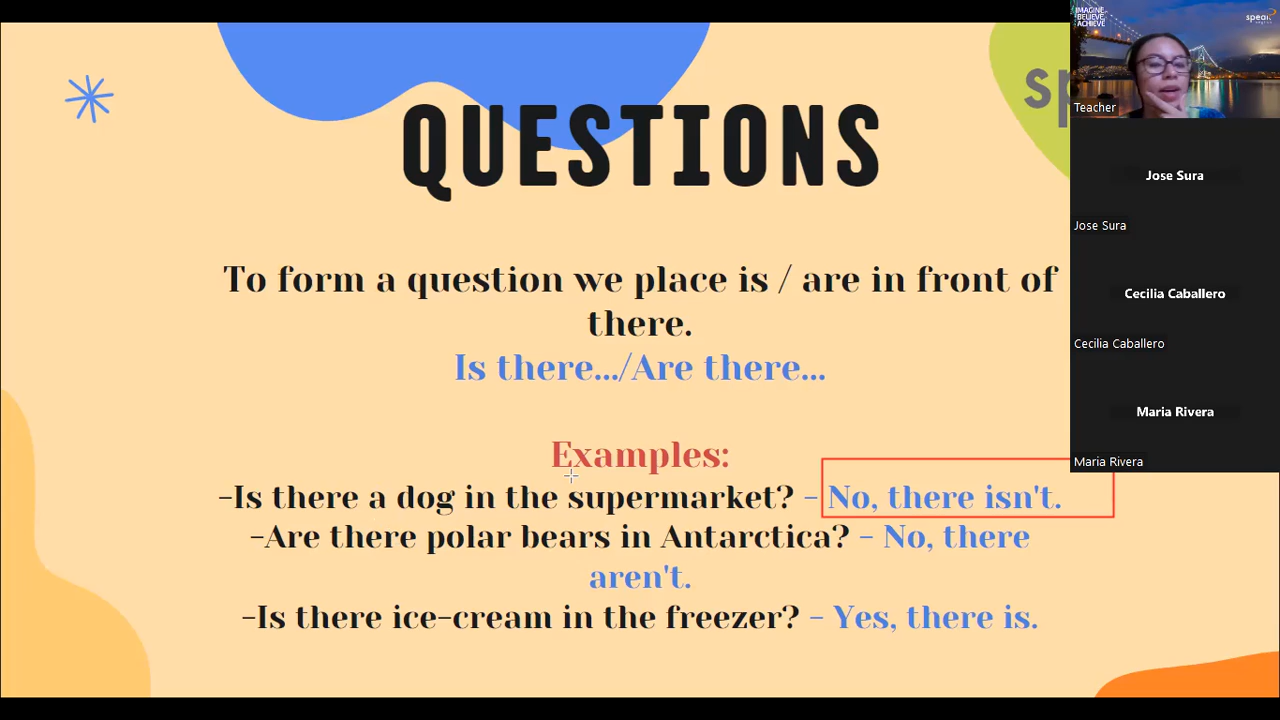 QUESTIONS
To form a question we place is / are in front of
there.
Is there.../Are there...
Examples:
-Is there a dog in the supermarket? - No, there isn't.
-Are there polar bears in Antarctica? - No, there
aren't.
-Is there ice-cream in the freezer? - Yes, there is.
IMAGINE
BELIEVE
ACHIEVE
Teacher
Jose Sura
Jose Sura
Cecilia Caballero
Cecilia Caballero
Maria Rivera
Maria Rivera